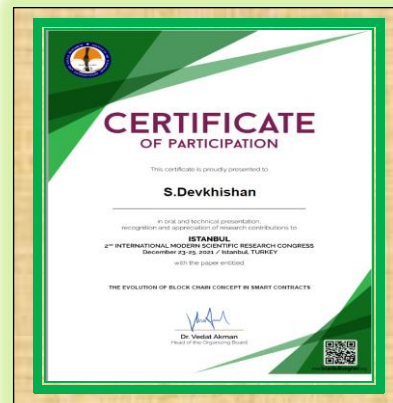 CERTIFICATE
OF PARTICIPATION
This certificate is proudly presented to
S.Devkhishan
in oral and technical presentation,
recognition and appreciation of research contributions to
ISTANBUL
2ND INTERNATIONAL MODERN SCIENTIFIC RESEARCH CONGRESS
December 23-25, 2021 / Istanbul, TURKEY
with the paper entitled
THE EVOLUTION OF BLOCK CHAIN CONCEPT IN SMART CONTRACTS
Dr. Vedat Akman
Head of the Organizing Board